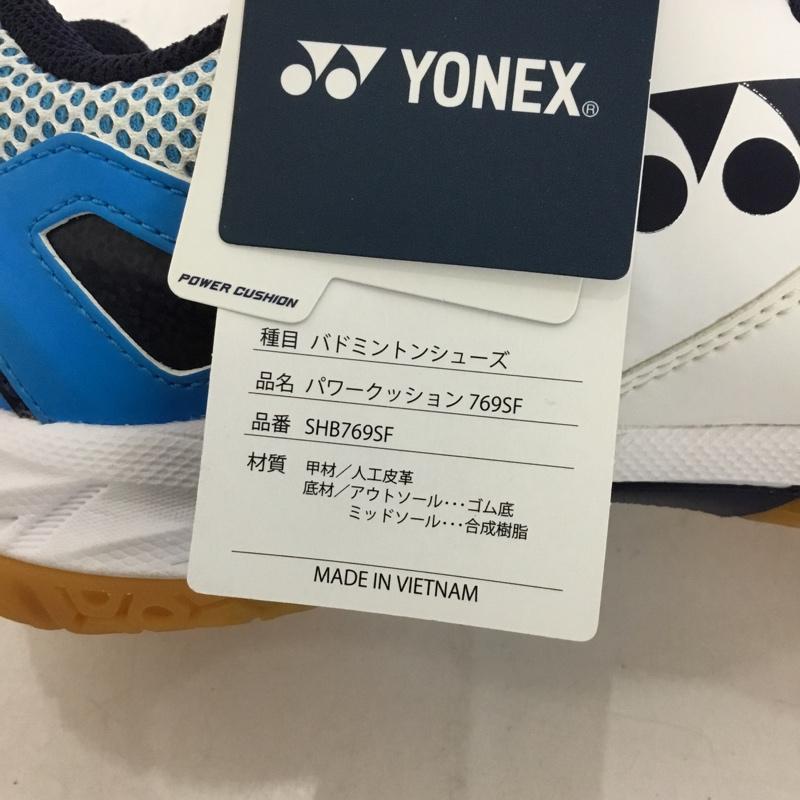 YONEX®
POWER CUSHION
種目 バドミントンシューズ
品名 パワークッション 769SF
品番 SHB769SF
材質 甲材／人工皮革
底材／アウトソール･･･ゴム底
ミッドソール･･･合成樹脂
MADE IN VIETNAM